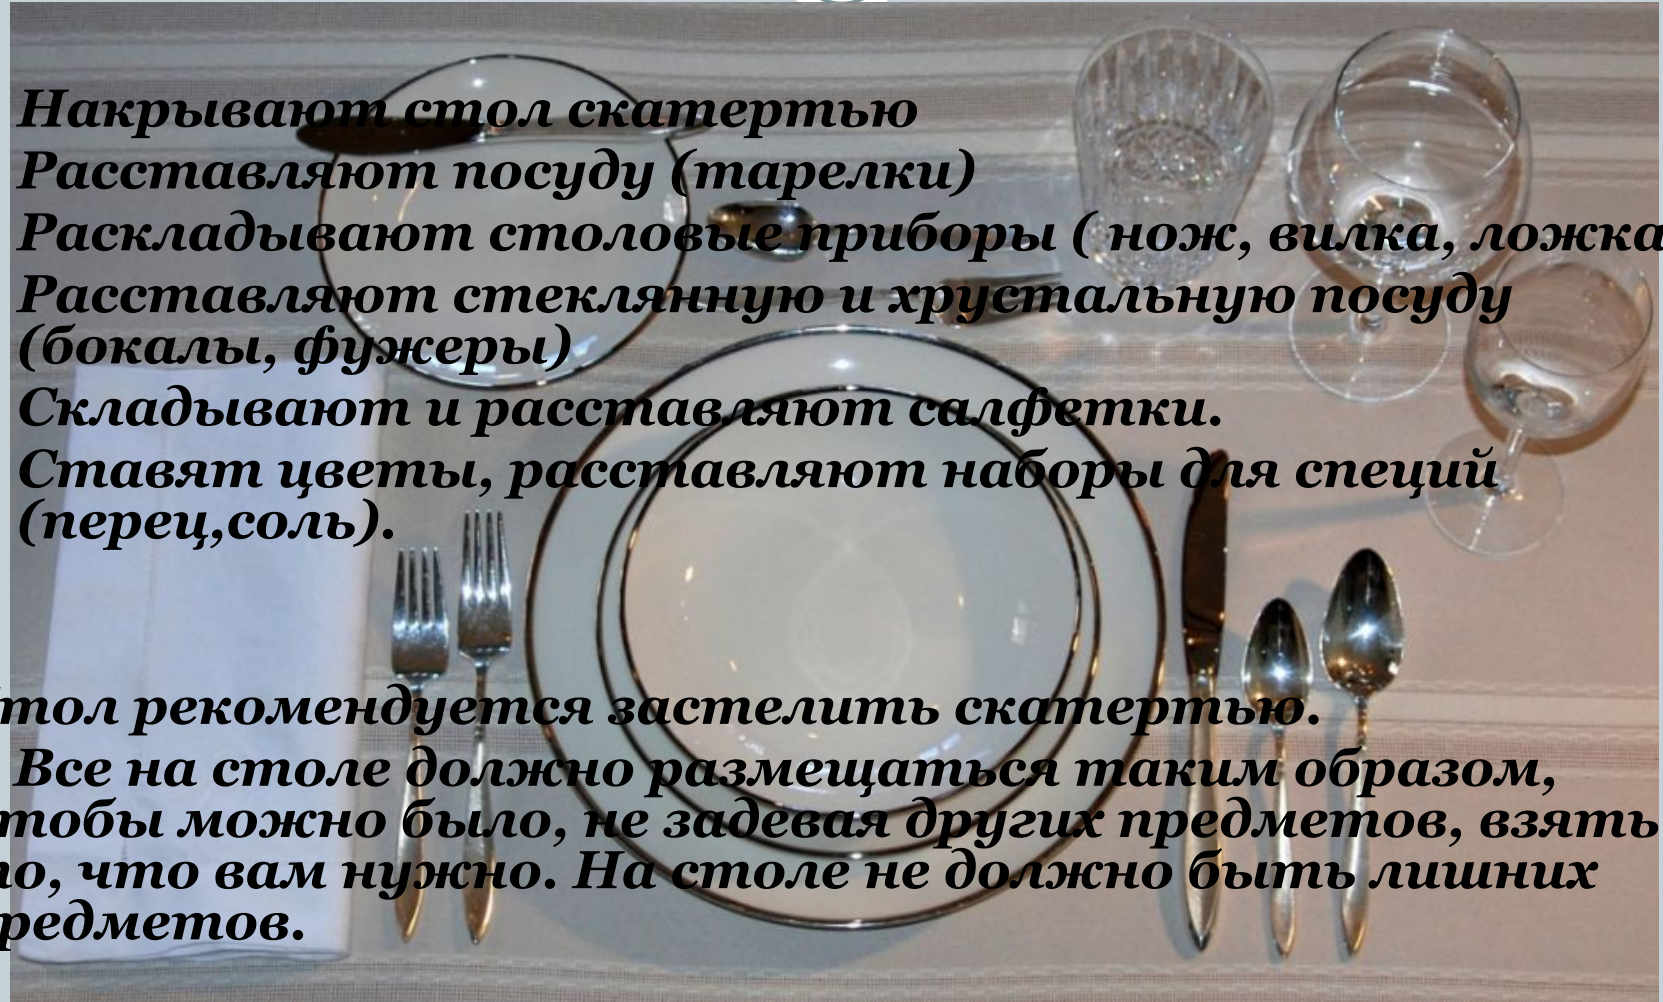 Накрывают стол скатертью
Расставляют посуду (тарелки)
Раскладывают столовые приборы ( нож, вилка, ложка
Расставляют стеклянную и хрустальную посуду
(бокалы, фужеры)
Складывают и расставляют салфетки.
Ставят цветы, расставляют наборы для специй
(перец,соль).
тол рекомендуется застелить скатертью.
Все на столе должно размещаться таким образом,
тобы можно было, не задевая других предметов, взять
то, что вам нужно. На столе не должно быть лишних
редметов.